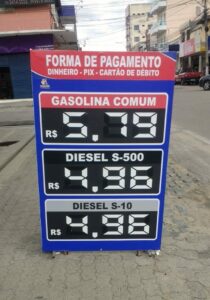 FORMA DE PAGAMENTO
DINHEIRO - PIX - CARTÃO DE DÉBITO
GASOLINA COMUM
R$ 5.79
DIESEL S-500
R$ 4.96
DIESEL S-10
R$ 4.96